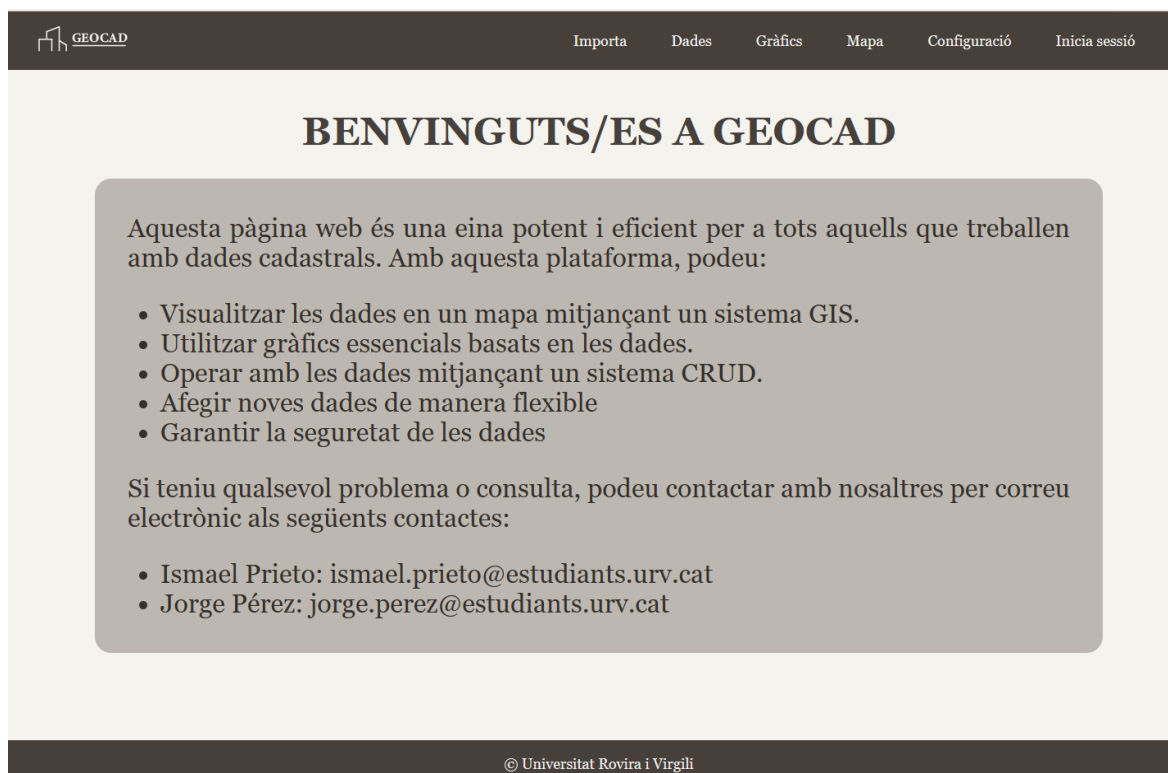 GEOCAD
Importa Dades Gràfics Mapa Configuració Inicia sessió
BENVINGUTS/ES A GEOCAD
Aquesta pàgina web és una eina potent i eficient per a tots aquells que treballen
amb dades cadastrals. Amb aquesta plataforma, podeu:
• Visualitzar les dades en un mapa mitjançant un sistema GIS.
• Utilitzar gràfics essencials basats en les dades.
• Operar amb les dades mitjançant un sistema CRUD.
• Afegir noves dades de manera flexible
• Garantir la seguretat de les dades
Si teniu qualsevol problema o consulta, podeu contactar amb nosaltres per correu
electrònic als següents contactes:
• Ismael Prieto: ismael.prieto@estudiants.urv.cat
• Jorge Pérez: jorge.perez@estudiants.urv.cat
© Universitat Rovira i Virgili